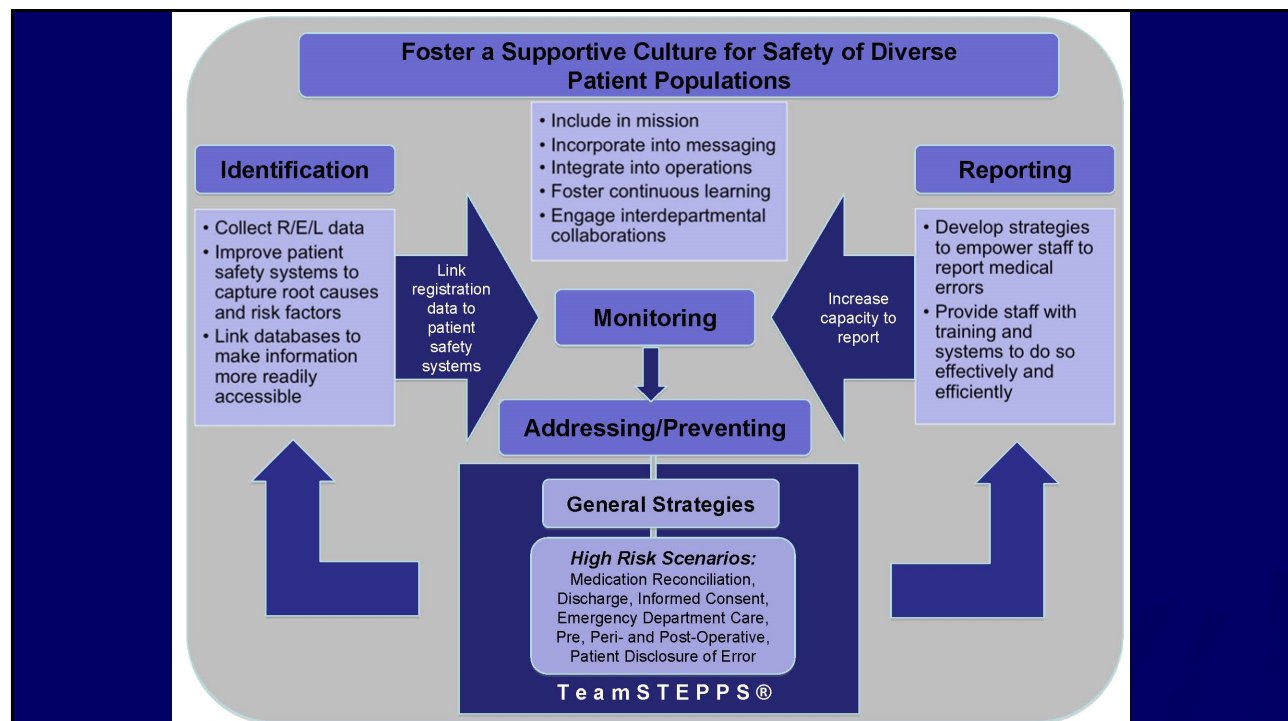 Foster a Supportive Culture for Safety of Diverse
Patient Populations
• Include in mission
• Incorporate into messaging
• Integrate into operations
• Foster continuous learning
• Engage interdepartmental
collaborations
Identification
• Collect R/E/L data
• Improve patient
safety systems to
capture root causes
and risk factors
• Link databases to
make information
more readily
accessible
Link
registration
data to
patient
safety
systems
Monitoring
Increase
capacity to
report
Reporting
• Develop strategies
to empower staff to
report medical
errors
• Provide staff with
training and
systems to do so
effectively and
efficiently
Addressing/Preventing
General Strategies
High Risk Scenarios:
Medication Reconciliation,
Discharge, Informed Consent,
Emergency Department Care,
Pre, Peri- and Post-Operative,
Patient Disclosure of Error
TeamSTEPPS®